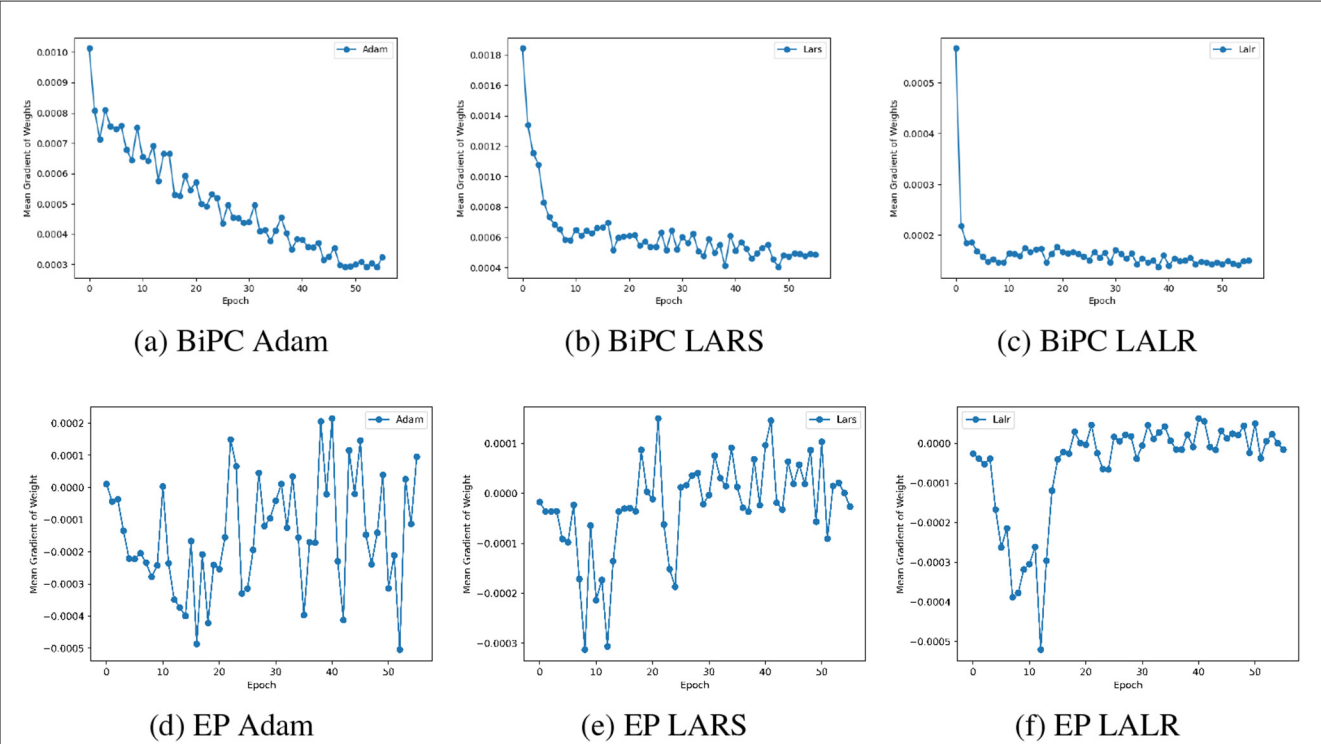 Adam
0.0010
0.0009
0.0008
0.0007
0.0006
0.0005
0.0004
0.0003
Mean Gradient of Weights
0 10 20 30 40 50
Epoch
(a) BiPC Adam
Lars
0.0018
0.0016
0.0014
0.0012
0.0010
0.0008
0.0006
0.0004
Mean Gradient of Weights
0 10 20 30 40 50
Epoch
(b) BiPC LARS
Lalr
0.0005
0.0004
0.0003
0.0002
Mean Gradient of Weights
0 10 20 30 40 50
Epoch
(c) BiPC LALR
Adam
0.0002
0.0001
0.0000
−0.0001
−0.0002
−0.0003
−0.0004
−0.0005
Mean Gradient of Weight
0 10 20 30 40 50
Epoch
(d) EP Adam
Lars
0.0001
0.0000
−0.0001
−0.0002
−0.0003
Mean Gradient of Weight
0 10 20 30 40 50
Epoch
(e) EP LARS
Lalr
0.0000
−0.0001
−0.0002
−0.0003
−0.0004
−0.0005
Mean Gradient of Weight
0 10 20 30 40 50
Epoch
(f) EP LALR